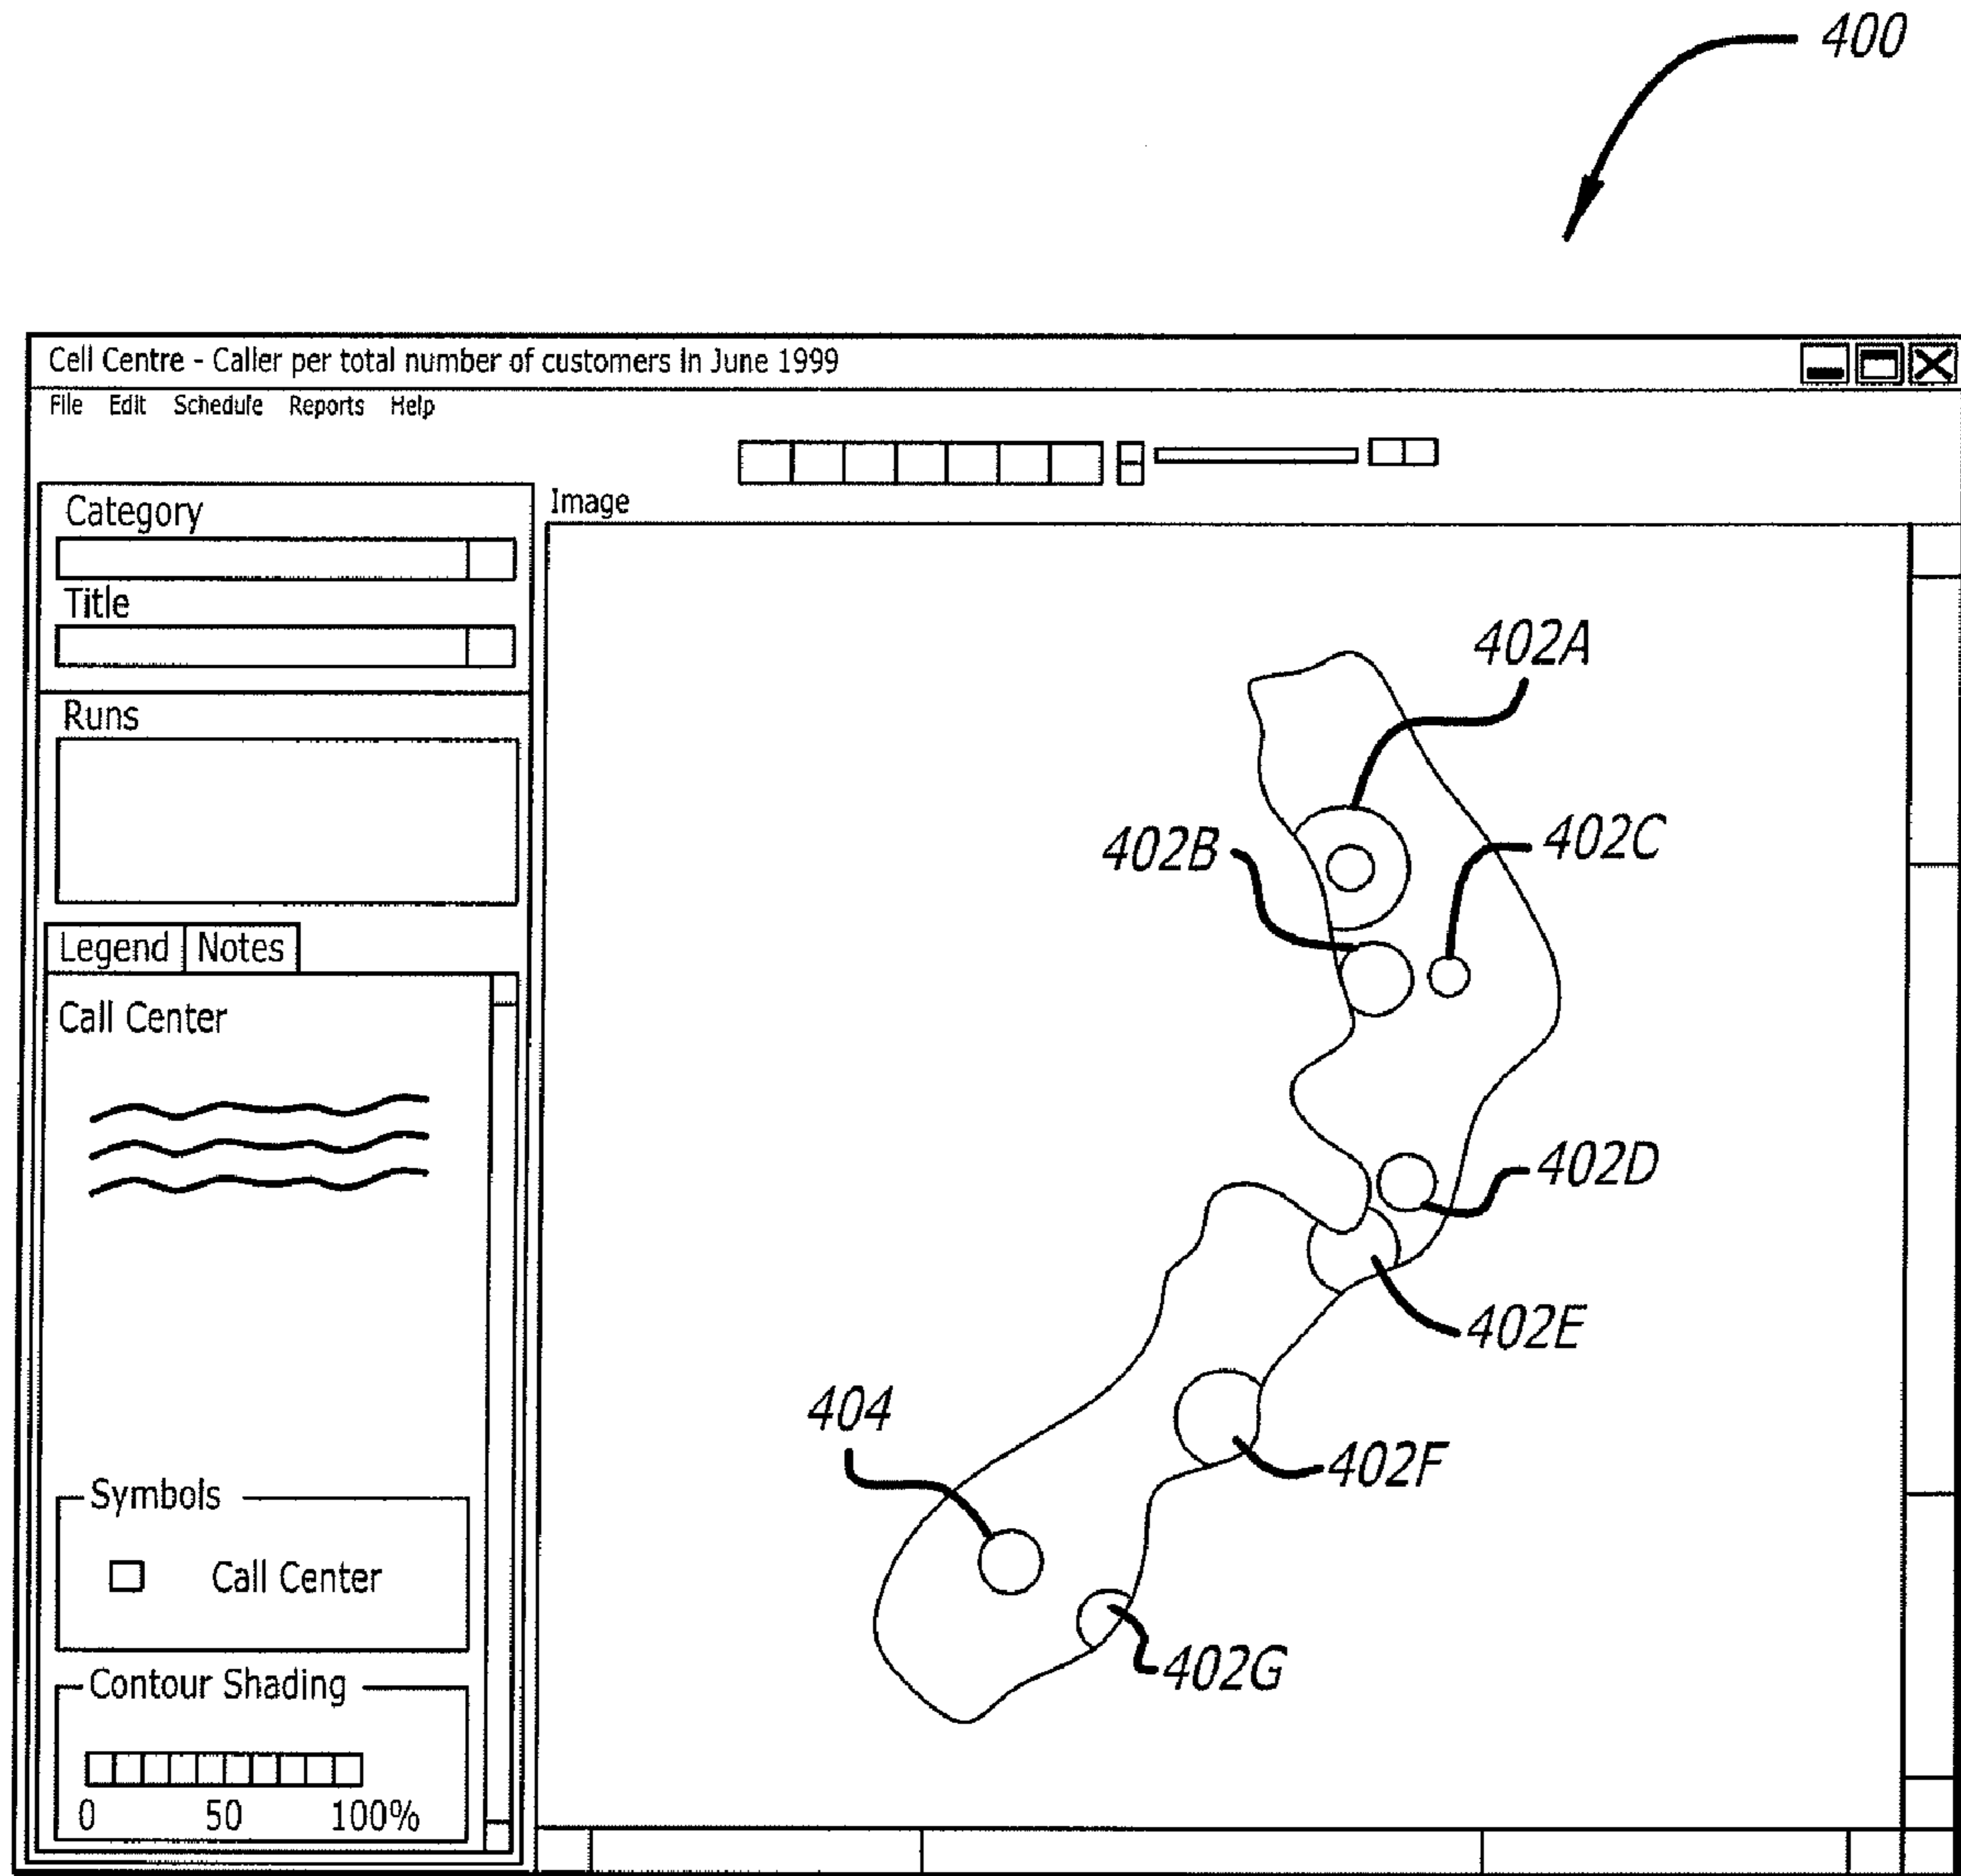 400
Cell Centre - Caller per total number of customers in June 1999
File Edit Schedule Reports Help
Category
Title
Runs
Legend Notes
Call Center
Symbols
Call Center
Contour Shading
0 50 100%
Image
402A
402B
402C
402D
402E
404
402F
402G